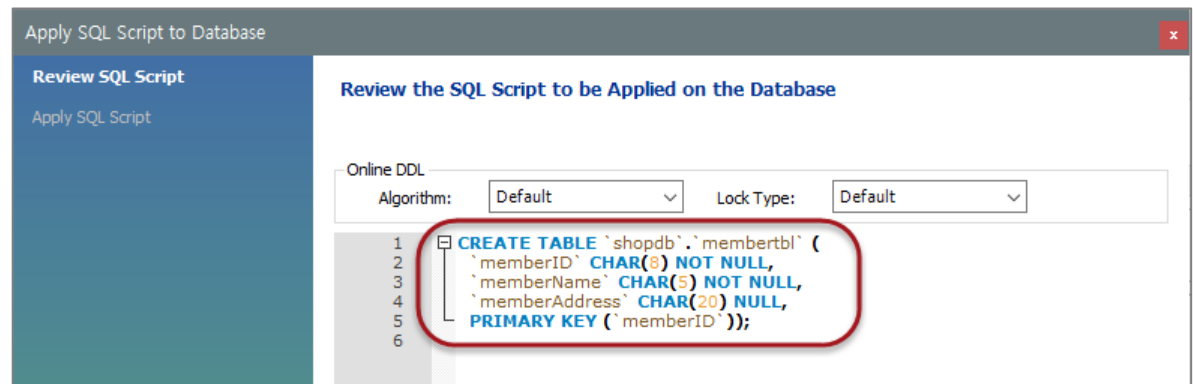 Apply SQL Script to Database
x
Review SQL Script
Apply SQL Script
Review the SQL Script to be Applied on the Database
Online DDL
Algorithm: Default Lock Type: Default
1 CREATE TABLE `shopdb`.`membertbl` (
2 `memberID` CHAR(8) NOT NULL,
3 `memberName` CHAR(5) NOT NULL,
4 `memberAddress` CHAR(20) NULL,
5 PRIMARY KEY (`memberID`));
6